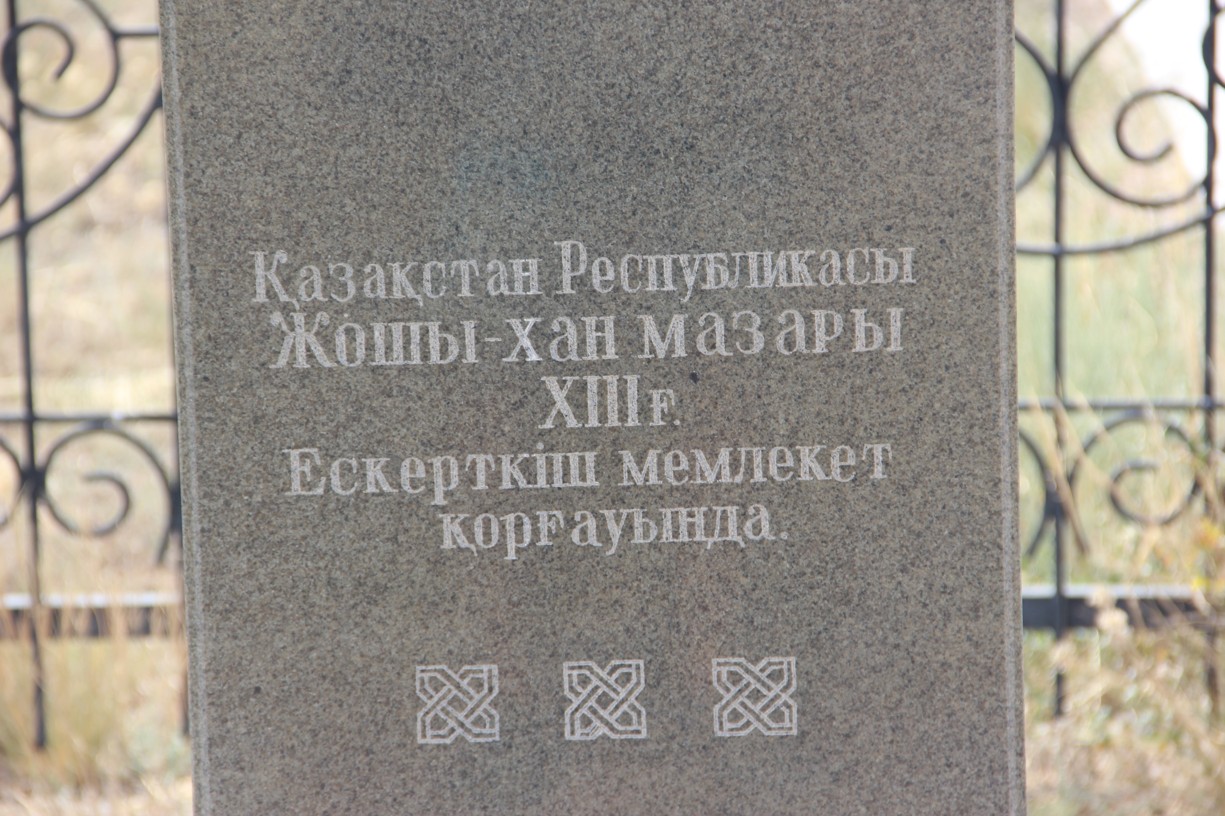 Қазақстан Республикасы
Жошы-хан мазары
XIII ғ.
Ескерткіш мемлекет
қорғауында.